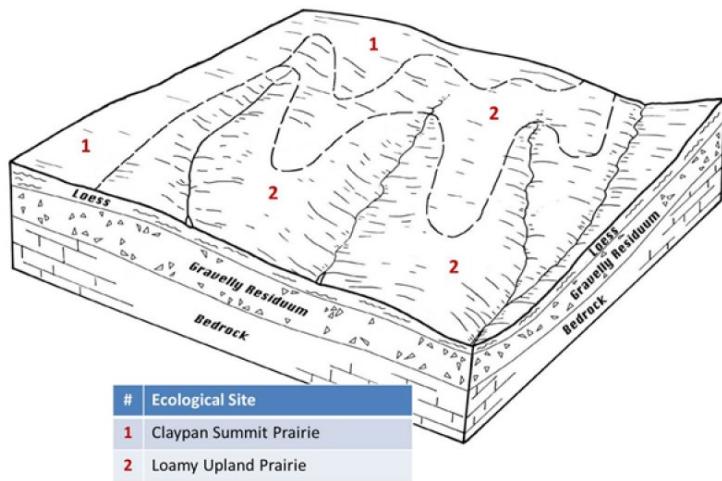 1
2
1
2
2
Loess
Gravelly Residuum
Bedrock
Loess
Gravelly Residuum
Bedrock
# Ecological Site
1 Claypan Summit Prairie
2 Loamy Upland Prairie